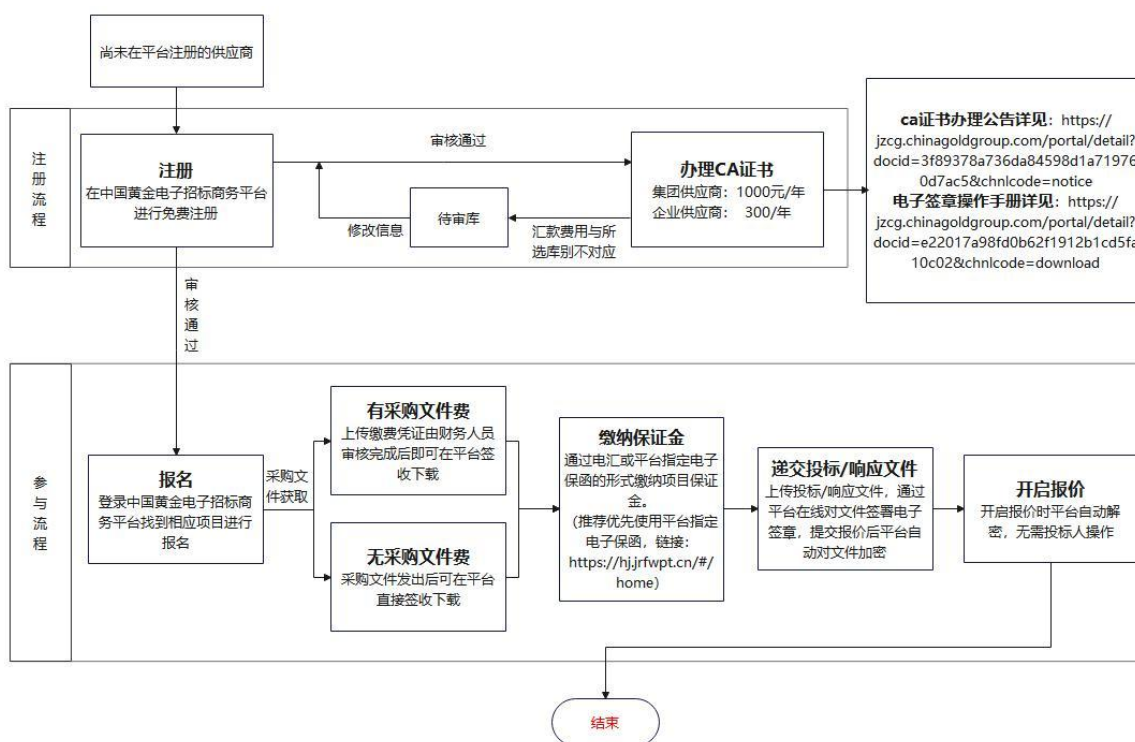 尚未在平台注册的供应商
注
册
流
程
注册
在中国黄金电子招标商务平台
进行免费注册
审核通过
待审库
修改信息
汇款费用与所
选库别不对应
办理CA证书
集团供应商：1000元/年
企业供应商： 300/年
ca证书办理公告详见：https://
jzcg.chinagoldgroup.com/portal/detail?
docid=3f89378a736da84598d1a71976
0d7ac5&chnlcode=notice
电子签章操作手册详见：https://
jzcg.chinagoldgroup.com/portal/detail?
docid=e22017a98fd0b62f1912b1cd5fa
10c02&chnlcode=download
审
核
通
过
参
与
流
程
报名
登录中国黄金电子招标商
务平台找到相应项目进行
报名
采购文
件获取
有采购文件费
上传缴费凭证由财务人员
审核完成后即可在平台签
收下载
无采购文件费
采购文件发出后可在平台
直接签收下载
缴纳保证金
通过电汇或平台指定电子
保函的形式缴纳项目保证
金。
（推荐优先使用平台指定
电子保函，链接：
https://hj.jrfwpt.cn/#/
home）
递交投标/响应文件
上传投标/响应文件，通过
平台在线对文件签署电子
签章，提交报价后平台自
动对文件加密
开启报价
开启报价时平台自动解
密，无需投标人操作
结束